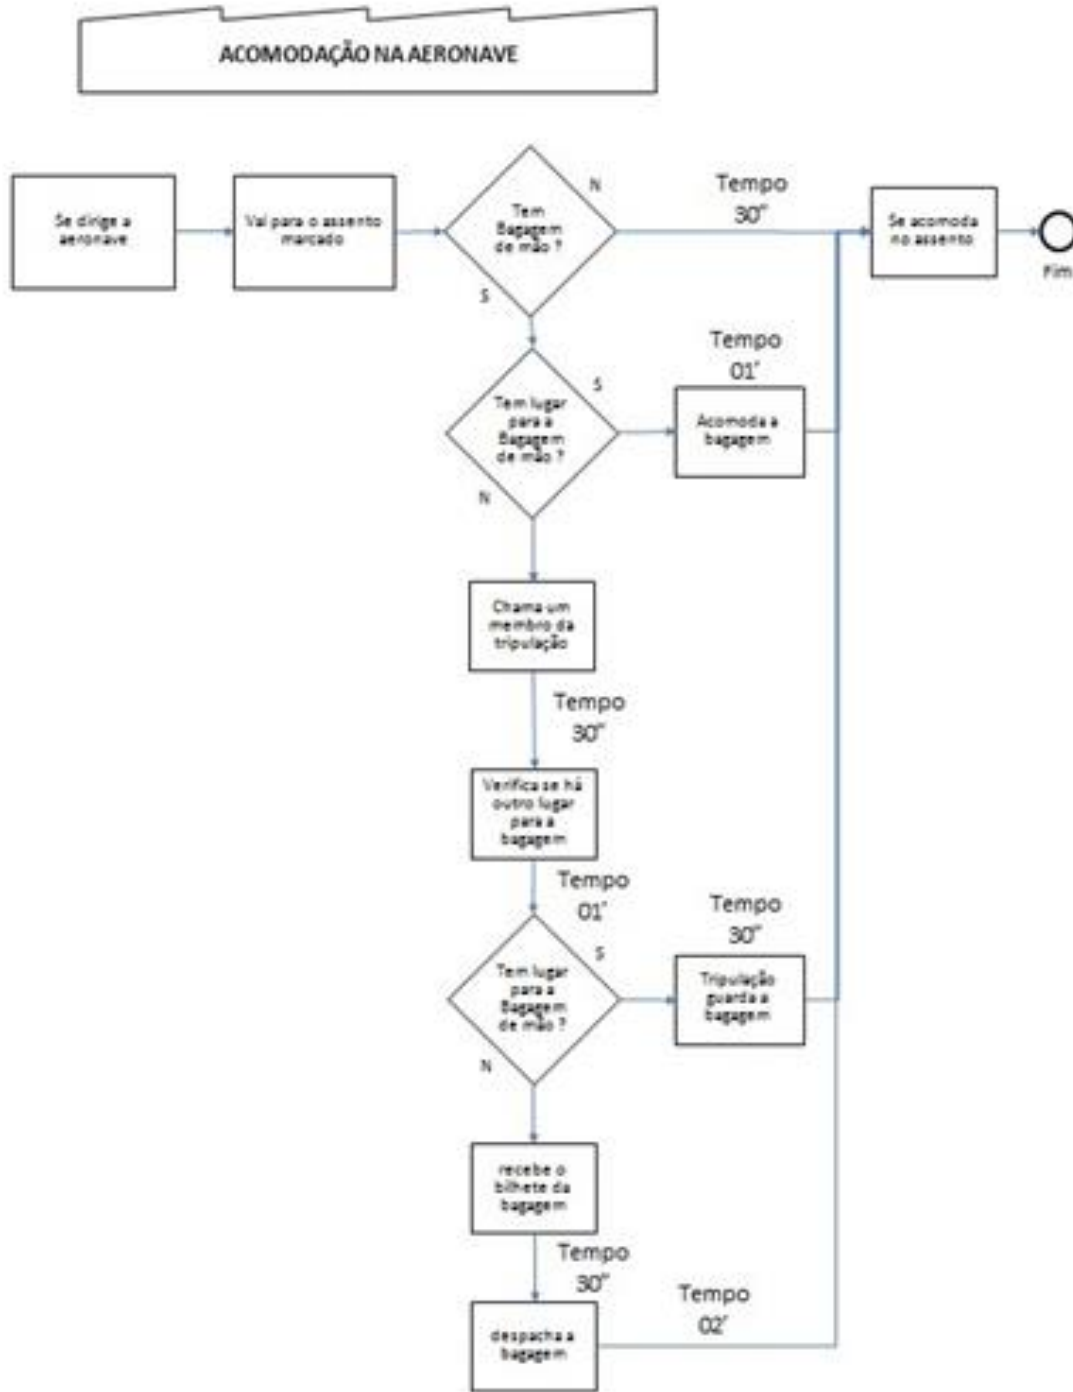 ACOMODAÇÃO NA AERONAVE
Se dirige a
aeronave
Vai para o assento
marcado
Tem
Bagagem
de mão ?
N
S
Tempo
30”
Se acomoda
no assento
Fim
Tem lugar
para a
Bagagem
de mão ?
S
N
Tempo
01’
Acomoda a
bagagem
Chama um
membro da
tripulação
Tempo
30”
Verifica se há
outro lugar
para a
bagagem
Tempo
01’
Tem lugar
para a
Bagagem
de mão ?
S
N
Tempo
30”
Tripulação
guarda a
bagagem
recebe o
bilhete da
bagagem
Tempo
30”
despacha a
bagagem
Tempo
02’